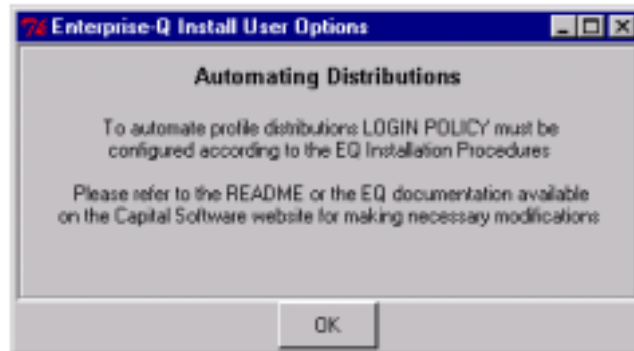 Enterprise-Q Install User Options
Automating Distributions
To automate profile distributions LOGIN POLICY must be
configured according to the EQ Installation Procedures
Please refer to the README or the EQ documentation available
on the Capital Software website for making necessary modifications
OK